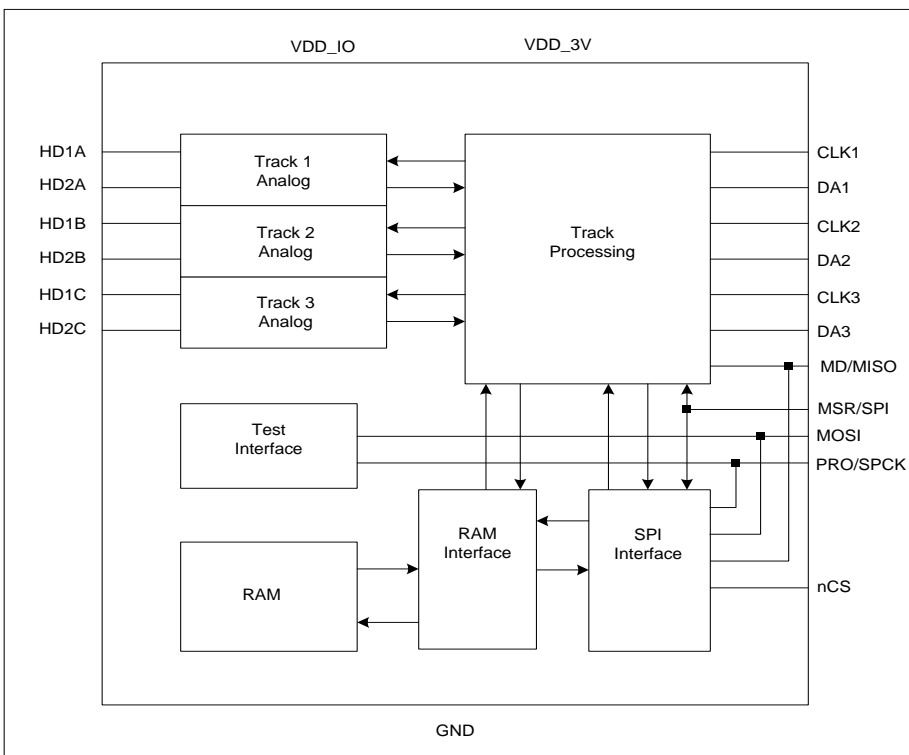 VDD_IO
VDD_3V
HD1A
HD2A
HD1B
HD2B
HD1C
HD2C
Track 1
Analog
Track 2
Analog
Track 3
Analog
Track
Processing
CLK1
DA1
CLK2
DA2
CLK3
DA3
MD/MISO
MSR/SPI
MOSI
PRO/SPCK
nCS
Test
Interface
RAM
RAM
Interface
SPI
Interface
GND